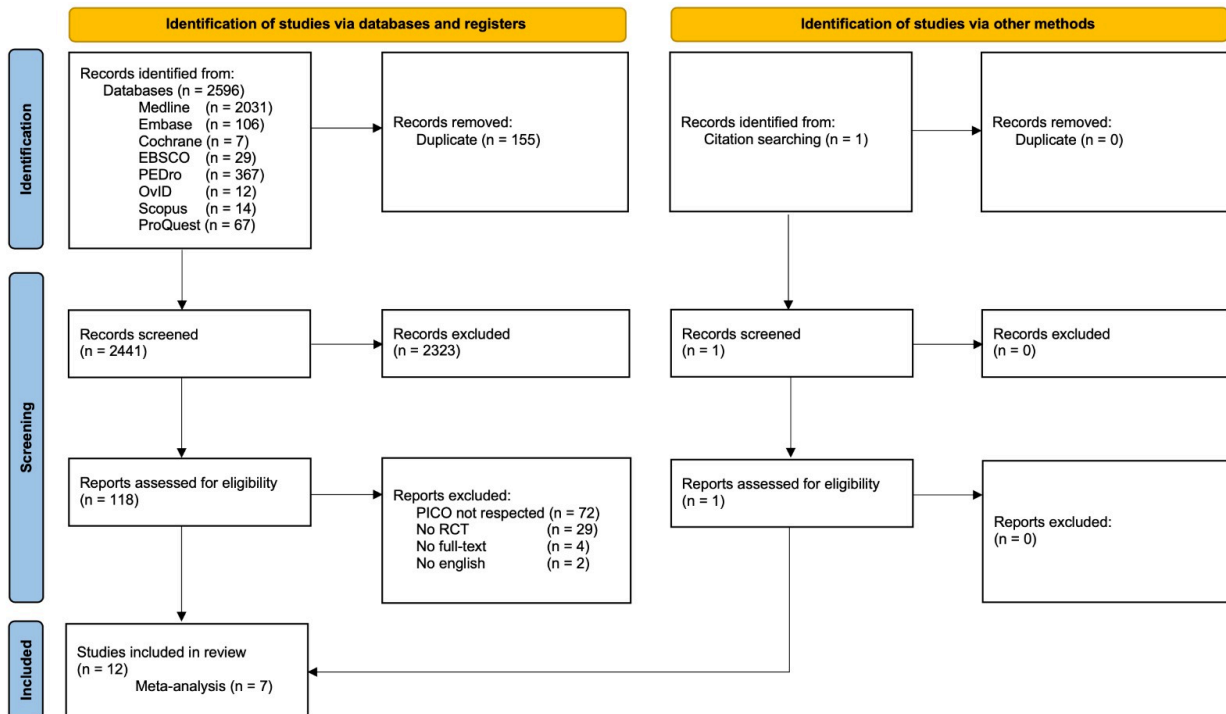 Identification of studies via databases and registers
Identification of studies via other methods
Identification
Records identified from:
Databases (n = 2596)
Medline (n = 2031)
Embase (n = 106)
Cochrane (n = 7)
EBSCO (n = 29)
PEDro (n = 367)
OvID (n = 12)
Scopus (n = 14)
ProQuest (n = 67)
Records removed:
Duplicate (n = 155)
Records identified from:
Citation searching (n = 1)
Records removed:
Duplicate (n = 0)
Screening
Records screened
(n = 2441)
Records excluded
(n = 2323)
Records screened
(n = 1)
Records excluded
(n = 0)
Reports assessed for eligibility
(n = 118)
Reports excluded:
PICO not respected (n = 72)
No RCT (n = 29)
No full-text (n = 4)
No english (n = 2)
Reports assessed for eligibility
(n = 1)
Reports excluded:
(n = 0)
Included
Studies included in review
(n = 12)
Meta-analysis (n = 7)